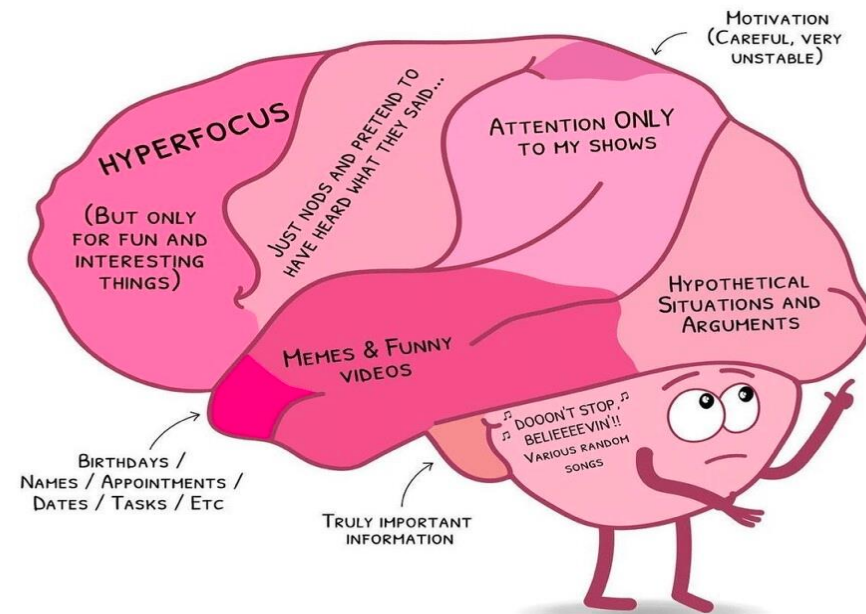 HYPERFOCUS
(BUT ONLY
FOR FUN AND
INTERESTING
THINGS)
JUST NODS AND PRETEND TO
HAVE HEARD WHAT THEY SAID...
ATTENTION ONLY
TO MY SHOWS
MOTIVATION
(CAREFUL, VERY
UNSTABLE)
HYPOTHETICAL
SITUATIONS AND
ARGUMENTS
MEMES & FUNNY
VIDEOS
♫ DOOON'T STOP, ♫
♫ BELIEEEEVIN'!!
VARIOUS RANDOM
SONGS
BIRTHDAYS /
NAMES / APPOINTMENTS /
DATES / TASKS / ETC
TRULY IMPORTANT
INFORMATION